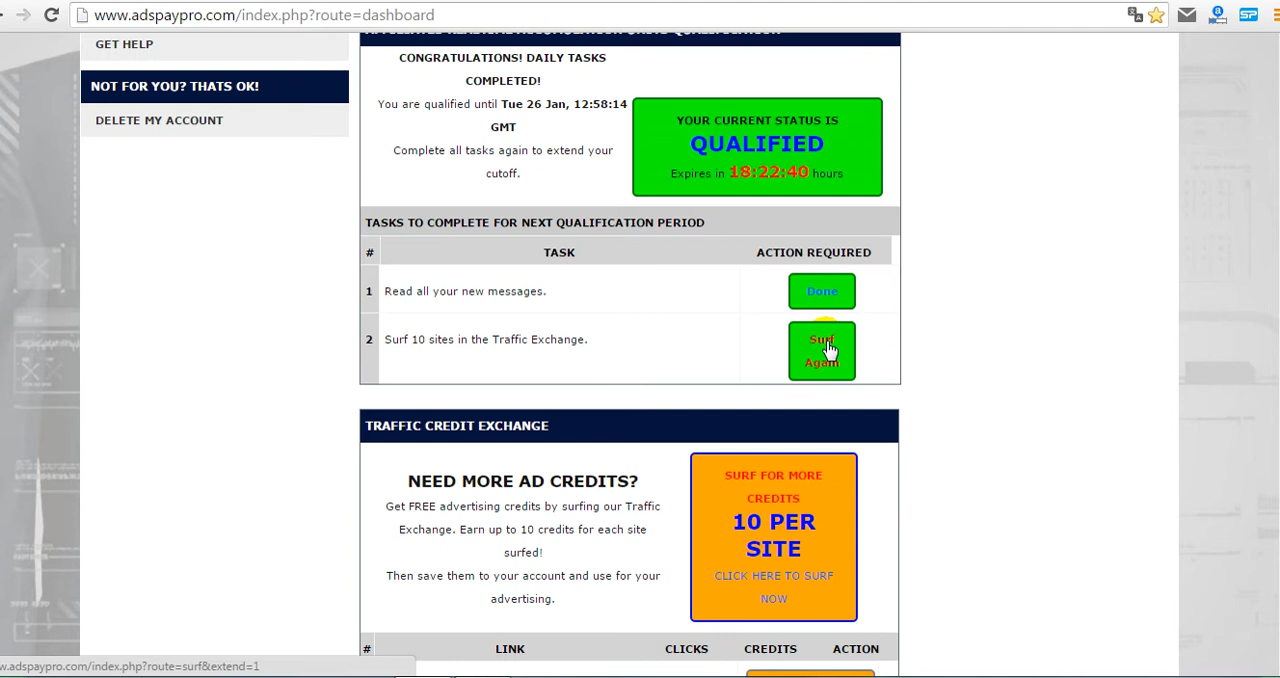 www.adspaypro.com/index.php?route=dashboard
GET HELP
NOT FOR YOU? THATS OK!
DELETE MY ACCOUNT
CONGRATULATIONS! DAILY TASKS
COMPLETED!
You are qualified until Tue 26 Jan, 12:58:14
GMT
Complete all tasks again to extend your
cutoff.
YOUR CURRENT STATUS IS
QUALIFIED
Expires in 18:22:40 hours
TASKS TO COMPLETE FOR NEXT QUALIFICATION PERIOD
# TASK ACTION REQUIRED
1 Read all your new messages. Done
2 Surf 10 sites in the Traffic Exchange. Surf
Again
TRAFFIC CREDIT EXCHANGE
NEED MORE AD CREDITS?
Get FREE advertising credits by surfing our Traffic
Exchange. Earn up to 10 credits for each site
surfed!
Then save them to your account and use for your
advertising.
SURF FOR MORE
CREDITS
10 PER
SITE
CLICK HERE TO SURF
NOW
# LINK CLICKS CREDITS ACTION
w.adspaypro.com/index.php?route=surf&extend=1